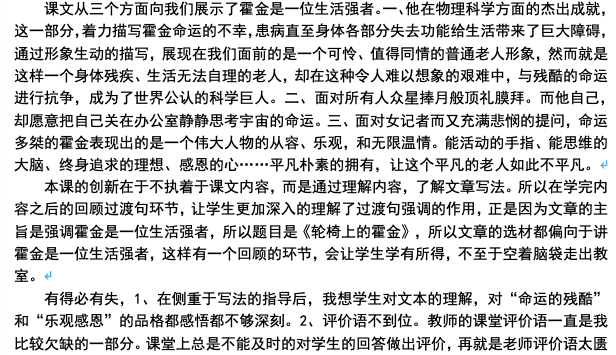 课文从三个方面向我们展示了霍金是一位生活强者。一、他在物理科学方面的杰出成就，
这一部分，着力描写霍金命运的不幸，患病直至身体各部分失去功能给生活带来了巨大障碍，
通过形象生动的描写，展现在我们面前的是一个可怜、值得同情的普通老人形象，然而就是
这样一个身体残疾、生活无法自理的老人，却在这种令人难以想象的艰难中，与残酷的命运
进行抗争，成为了世界公认的科学巨人。二、面对所有人众星捧月般顶礼膜拜。而他自己，
却愿意把自己关在办公室静静思考宇宙的命运。三、面对女记者而又充满悲悯的提问，命运
多桀的霍金表现出的是一个伟大人物的从容、乐观，和无限温情。能活动的手指、能思维的
大脑、终身追求的理想、感恩的心……平凡朴素的拥有，让这个平凡的老人如此不平凡。
本课的创新在于不执着于课文内容，而是通过理解内容，了解文章写法。所以在学完内
容之后的回顾过渡句环节，让学生更加深入的理解了过渡句强调的作用，正是因为文章的主
旨是强调霍金是一位生活强者，所以题目是《轮椅上的霍金》，所以文章的选材都偏向于讲
霍金是一位生活强者，这样有一个回顾的环节，会让学生学有所得，不至于空着脑袋走出教
室。
有得必有失，1、在侧重于写法的指导后，我想学生对文本的理解，对“命运的残酷”
和“乐观感恩”的品格都感悟都不够深刻。2、评价语不到位。教师的课堂评价语一直是我
比较欠缺的一部分。课堂上总是不能及时的对学生的回答做出评价，再就是老师评价语太匮